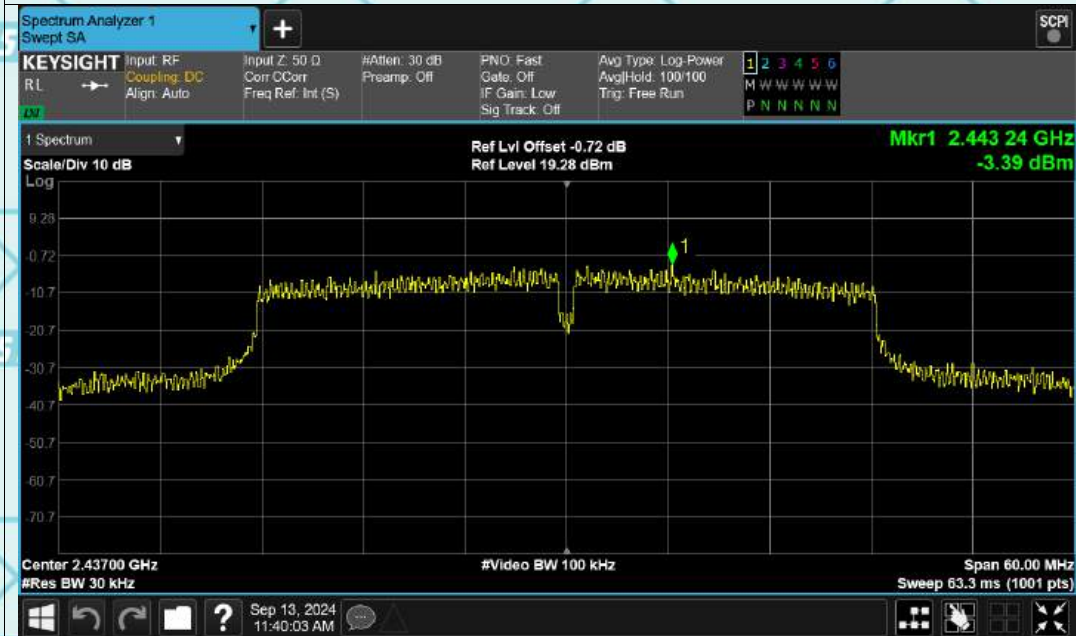 Spectrum Analyzer 1
Swept SA
+
SCPI
KEYSIGHT
RL
LXI
Input: RF
Coupling: DC
Align: Auto
Input Z: 50 Ω
Corr CCorr
Freq Ref: Int (S)
#Atten: 30 dB
Preamp: Off
PNO: Fast
Gate: Off
IF Gain: Low
Sig Track: Off
Avg Type: Log-Power
Avg|Hold: 100/100
Trig: Free Run
1 2 3 4 5 6
M W W W W W
P N N N N N
1 Spectrum
Scale/Div 10 dB
Log
Ref Lvl Offset -0.72 dB
Ref Level 19.28 dBm
Mkr1 2.443 24 GHz
-3.39 dBm
9.28
-0.72
-10.7
-20.7
-30.7
-40.7
-50.7
-60.7
-70.7
1
Center 2.43700 GHz
#Res BW 30 kHz
#Video BW 100 kHz
Span 60.00 MHz
Sweep 63.3 ms (1001 pts)
?
Sep 13, 2024
11:40:03 AM